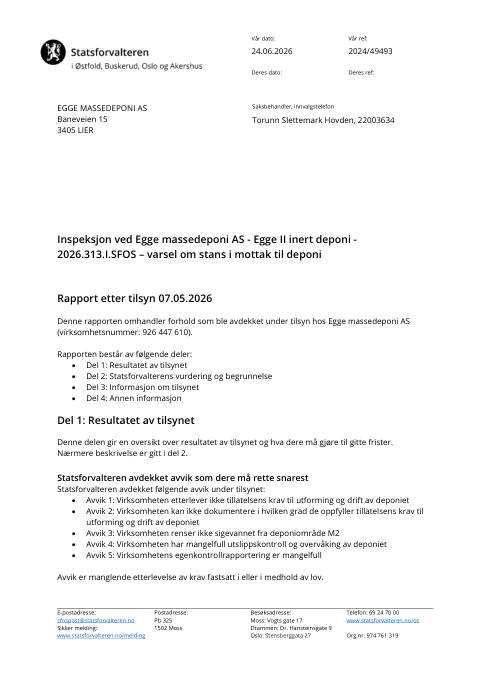 Statsforvalteren
i Østfold, Buskerud, Oslo og Akershus
Vår dato:
24.06.2026
Vår ref:
2024/49493
Deres dato:
Deres ref:
EGGE MASSEDEPONI AS
Baneveien 15
3405 LIER
Saksbehandler, innvalgstelefon
Torunn Slettemark Hovden, 22003634
Inspeksjon ved Egge massedeponi AS - Egge II inert deponi -
2026.313.I.SFOS – varsel om stans i mottak til deponi
Rapport etter tilsyn 07.05.2026
Denne rapporten omhandler forhold som ble avdekket under tilsyn hos Egge massedeponi AS
(virksomhetsnummer: 926 447 610).
Rapporten består av følgende deler:
• Del 1: Resultatet av tilsynet
• Del 2: Statsforvalterens vurdering og begrunnelse
• Del 3: Informasjon om tilsynet
• Del 4: Annen informasjon
Del 1: Resultatet av tilsynet
Denne delen gir en oversikt over resultatet av tilsynet og hva dere må gjøre til gitte frister.
Nærmere beskrivelse er gitt i del 2.
Statsforvalteren avdekket avvik som dere må rette snarest
Statsforvalteren avdekket følgende avvik under tilsynet:
• Avvik 1: Virksomheten etterlever ikke tillatelsens krav til utforming og drift av deponiet
• Avvik 2: Virksomheten kan ikke dokumentere i hvilken grad de oppfyller tillatelsens krav til
utforming og drift av deponiet
• Avvik 3: Virksomheten renser ikke sigevannet fra deponiområde M2
• Avvik 4: Virksomheten har mangelfull utslippskontroll og overvåking av deponiet
• Avvik 5: Virksomhetens egenkontrollrapportering er mangelfull
Avvik er manglende etterlevelse av krav fastsatt i eller i medhold av lov.
E-postadresse:
sfospost@statsforvalteren.no
Sikker melding:
www.statsforvalteren.no/melding
Postadresse:
Pb 325
1502 Moss
Besøksadresse:
Moss: Vogts gate 17
Drammen: Dr. Hansteinsgate 9
Oslo: Stensberggata 27
Telefon: 69 24 70 00
www.statsforvalteren.no/os
Org.nr. 974 761 319